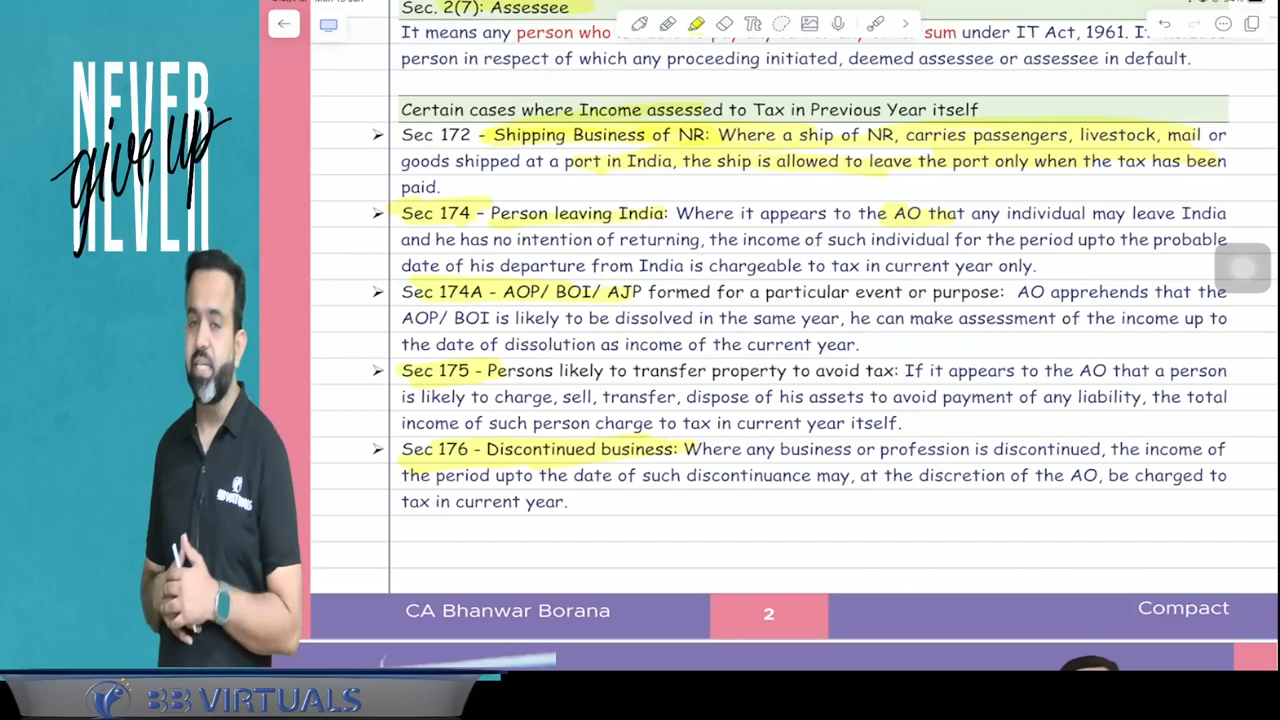 Sec. 2(7): Assessee
It means any person who sum under IT Act, 1961.
person in respect of which any proceeding initiated, deemed assessee or assessee in default.
Certain cases where Income assessed to Tax in Previous Year itself
➤ Sec 172 - Shipping Business of NR: Where a ship of NR, carries passengers, livestock, mail or
goods shipped at a port in India, the ship is allowed to leave the port only when the tax has been
paid.
➤ Sec 174 – Person leaving India: Where it appears to the AO that any individual may leave India
and he has no intention of returning, the income of such individual for the period upto the probable
date of his departure from India is chargeable to tax in current year only.
➤ Sec 174A - AOP/ BOI/ AJP formed for a particular event or purpose: AO apprehends that the
AOP/ BOI is likely to be dissolved in the same year, he can make assessment of the income up to
the date of dissolution as income of the current year.
➤ Sec 175 - Persons likely to transfer property to avoid tax: If it appears to the AO that a person
is likely to charge, sell, transfer, dispose of his assets to avoid payment of any liability, the total
income of such person charge to tax in current year itself.
➤ Sec 176 - Discontinued business: Where any business or profession is discontinued, the income of
the period upto the date of such discontinuance may, at the discretion of the AO, be charged to
tax in current year.
CA Bhanwar Borana
2
Compact
NEVER
give up
NEVER
BB VIRTUALS
BB VIRTUALS